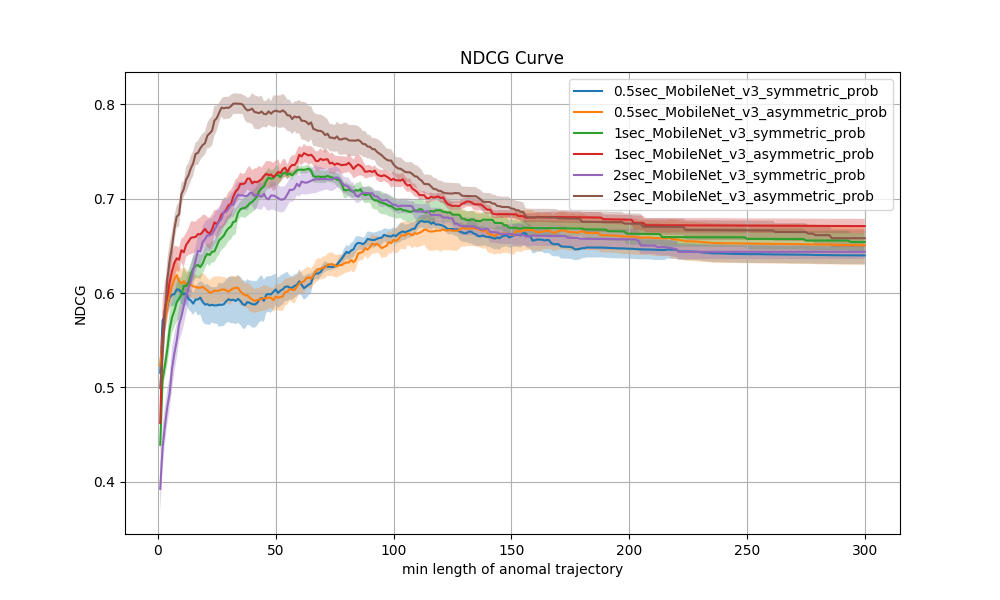 NDCG Curve
0.5sec_MobileNet_v3_symmetric_prob
0.5sec_MobileNet_v3_asymmetric_prob
1sec_MobileNet_v3_symmetric_prob
1sec_MobileNet_v3_asymmetric_prob
2sec_MobileNet_v3_symmetric_prob
2sec_MobileNet_v3_asymmetric_prob
NDCG
0.8
0.7
0.6
0.5
0.4
0 50 100 150 200 250 300
min length of anomal trajectory